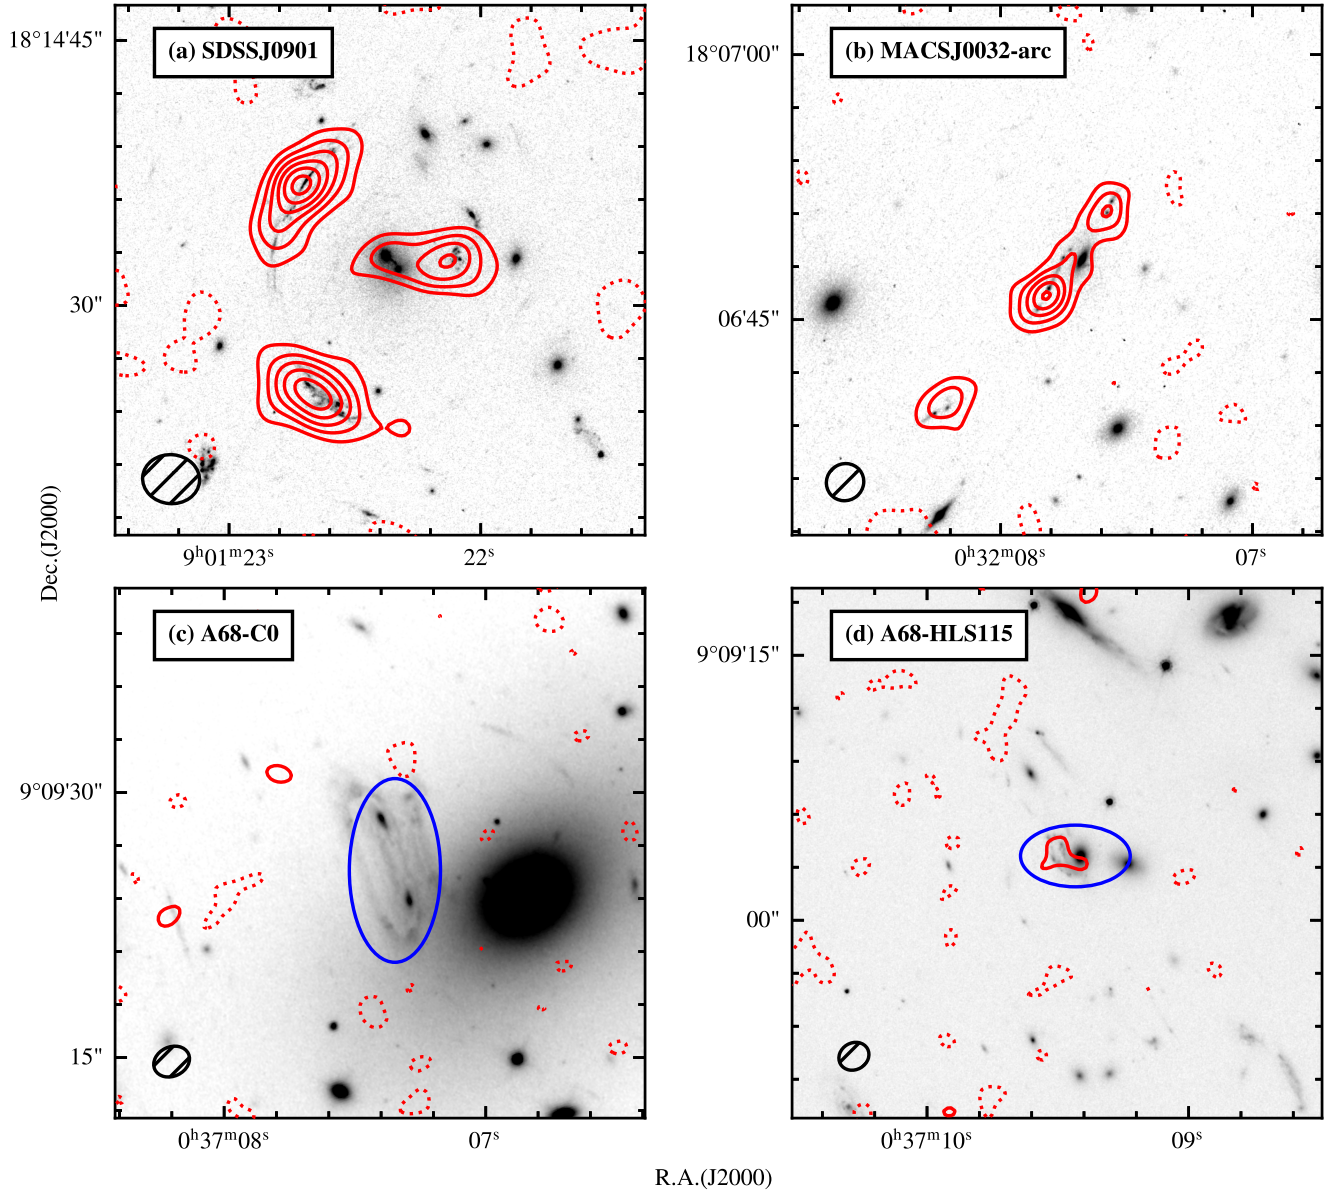 (a) SDSSJ0901
18°14'45"
30"
9ʰ01ᵐ23ˢ
22ˢ
(b) MACSJ0032-arc
18°07'00"
06'45"
0ʰ32ᵐ08ˢ
07ˢ
Dec.(J2000)
(c) A68-C0
9°09'30"
15"
0ʰ37ᵐ08ˢ
07ˢ
(d) A68-HLS115
9°09'15"
00"
0ʰ37ᵐ10ˢ
09ˢ
R.A.(J2000)